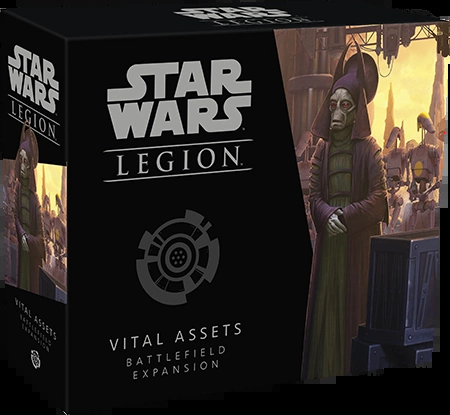 STAR
WARS
LEGION
VITAL ASSETS
BATTLEFIELD
EXPANSION
STAR
WARS
LEGION
VITAL ASSETS
BATTLEFIELD
EXPANSION